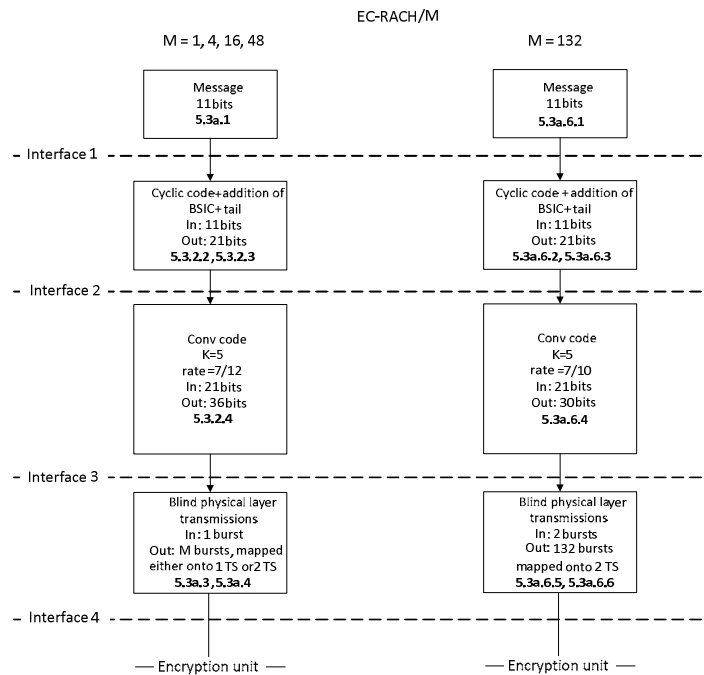 EC-RACH/M
M = 1, 4, 16, 48
M = 132
Message
11bits
5.3a.1
Message
11bits
5.3a.6.1
Interface 1
Cyclic code+addition of
BSIC+tail
In: 11bits
Out: 21bits
5.3.2.2,5.3.2.3
Cyclic code+addition of
BSIC+tail
In: 11bits
Out: 21bits
5.3a.6.2, 5.3a.6.3
Interface 2
Conv code
K=5
rate=7/12
In: 21bits
Out: 36bits
5.3.2.4
Conv code
K=5
rate=7/10
In: 21bits
Out: 30bits
5.3a.6.4
Interface 3
Blind physical layer
transmissions
In: 1 burst
Out: M bursts, mapped
either onto 1 TS or 2 TS
5.3a.3,5.3a.4
Blind physical layer
transmissions
In: 2 bursts
Out: 132 bursts
mapped onto 2 TS
5.3a.6.5, 5.3a.6.6
Interface 4
Encryption unit
Encryption unit